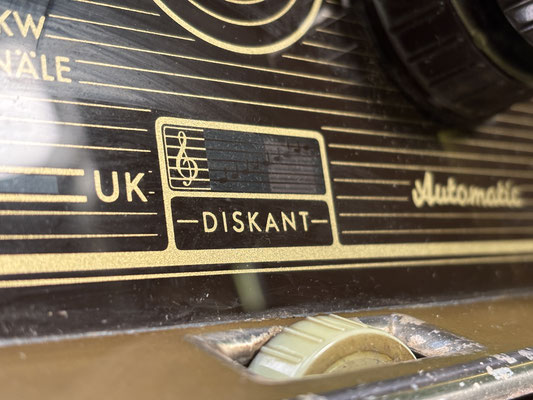 KW
NÄLE
UK
DISKANT
Automatic